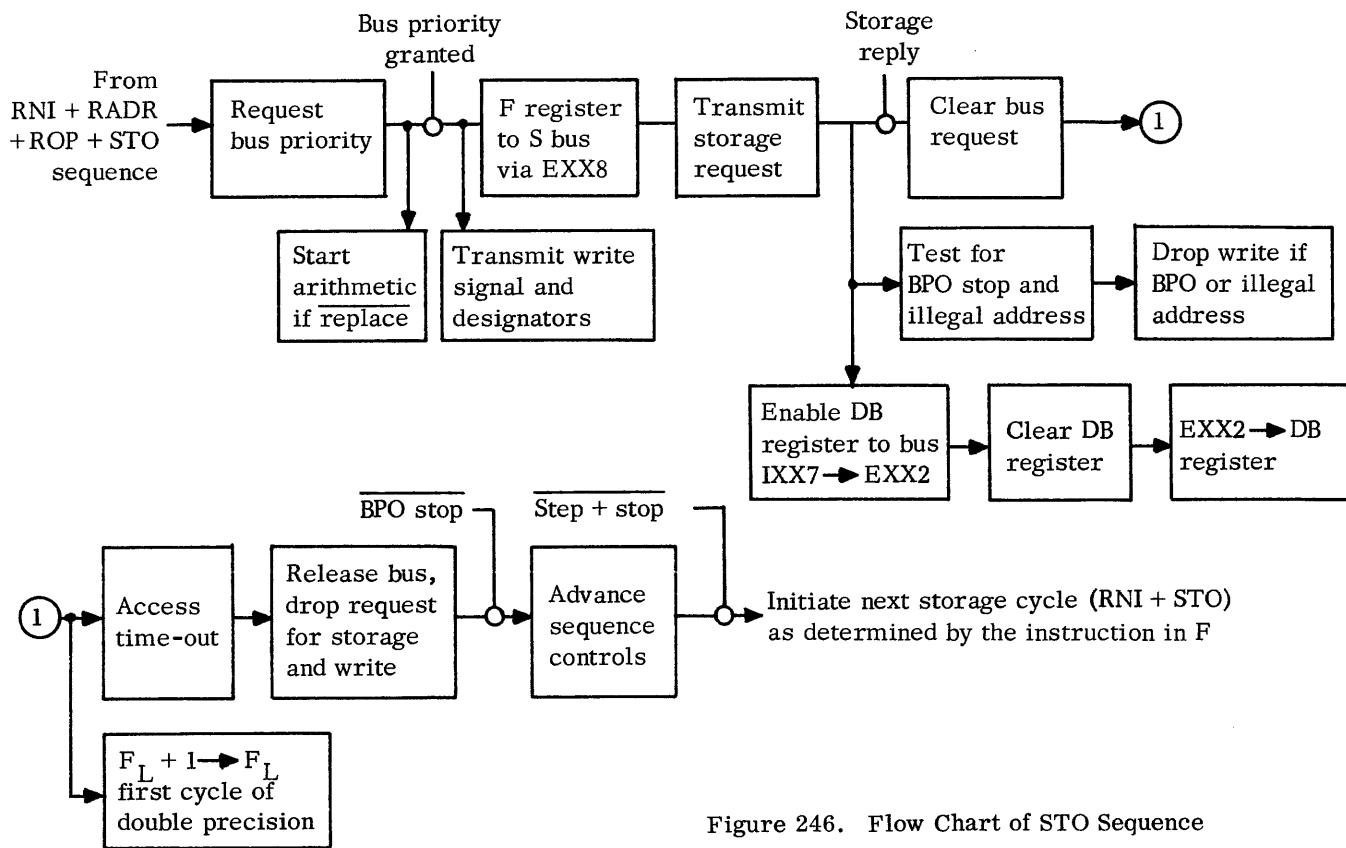 Bus priority
granted
Storage
reply
From
RNI + RADR
+ROP + STO
sequence
Request
bus priority
F register
to S bus
via EXX8
Transmit
storage
request
Clear bus
request
1
Start
arithmetic
if replace
Transmit write
signal and
designators
Test for
BPO stop and
illegal address
Drop write if
BPO or illegal
address
Enable DB
register to bus
IXX7 → EXX2
Clear DB
register
EXX2 → DB
register
BPO stop
Step + stop
1
Access
time-out
Release bus,
drop request
for storage
and write
Advance
sequence
controls
Initiate next storage cycle (RNI + STO)
as determined by the instruction in F
F_L + 1 → F_L
first cycle of
double precision
Figure 246. Flow Chart of STO Sequence